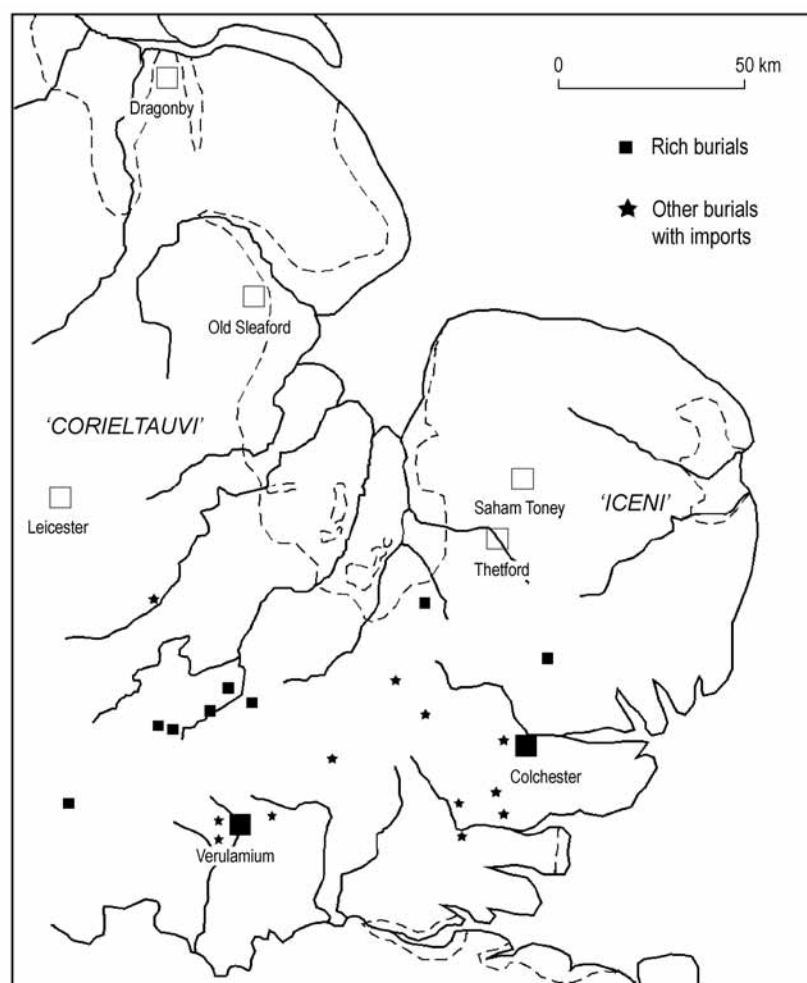 Dragonby
0
50 km
Rich burials
Other burials
with imports
Old Sleaford
'CORIELTAUVI'
Leicester
Saham Toney
'ICENI'
Thetford
Colchester
Verulamium